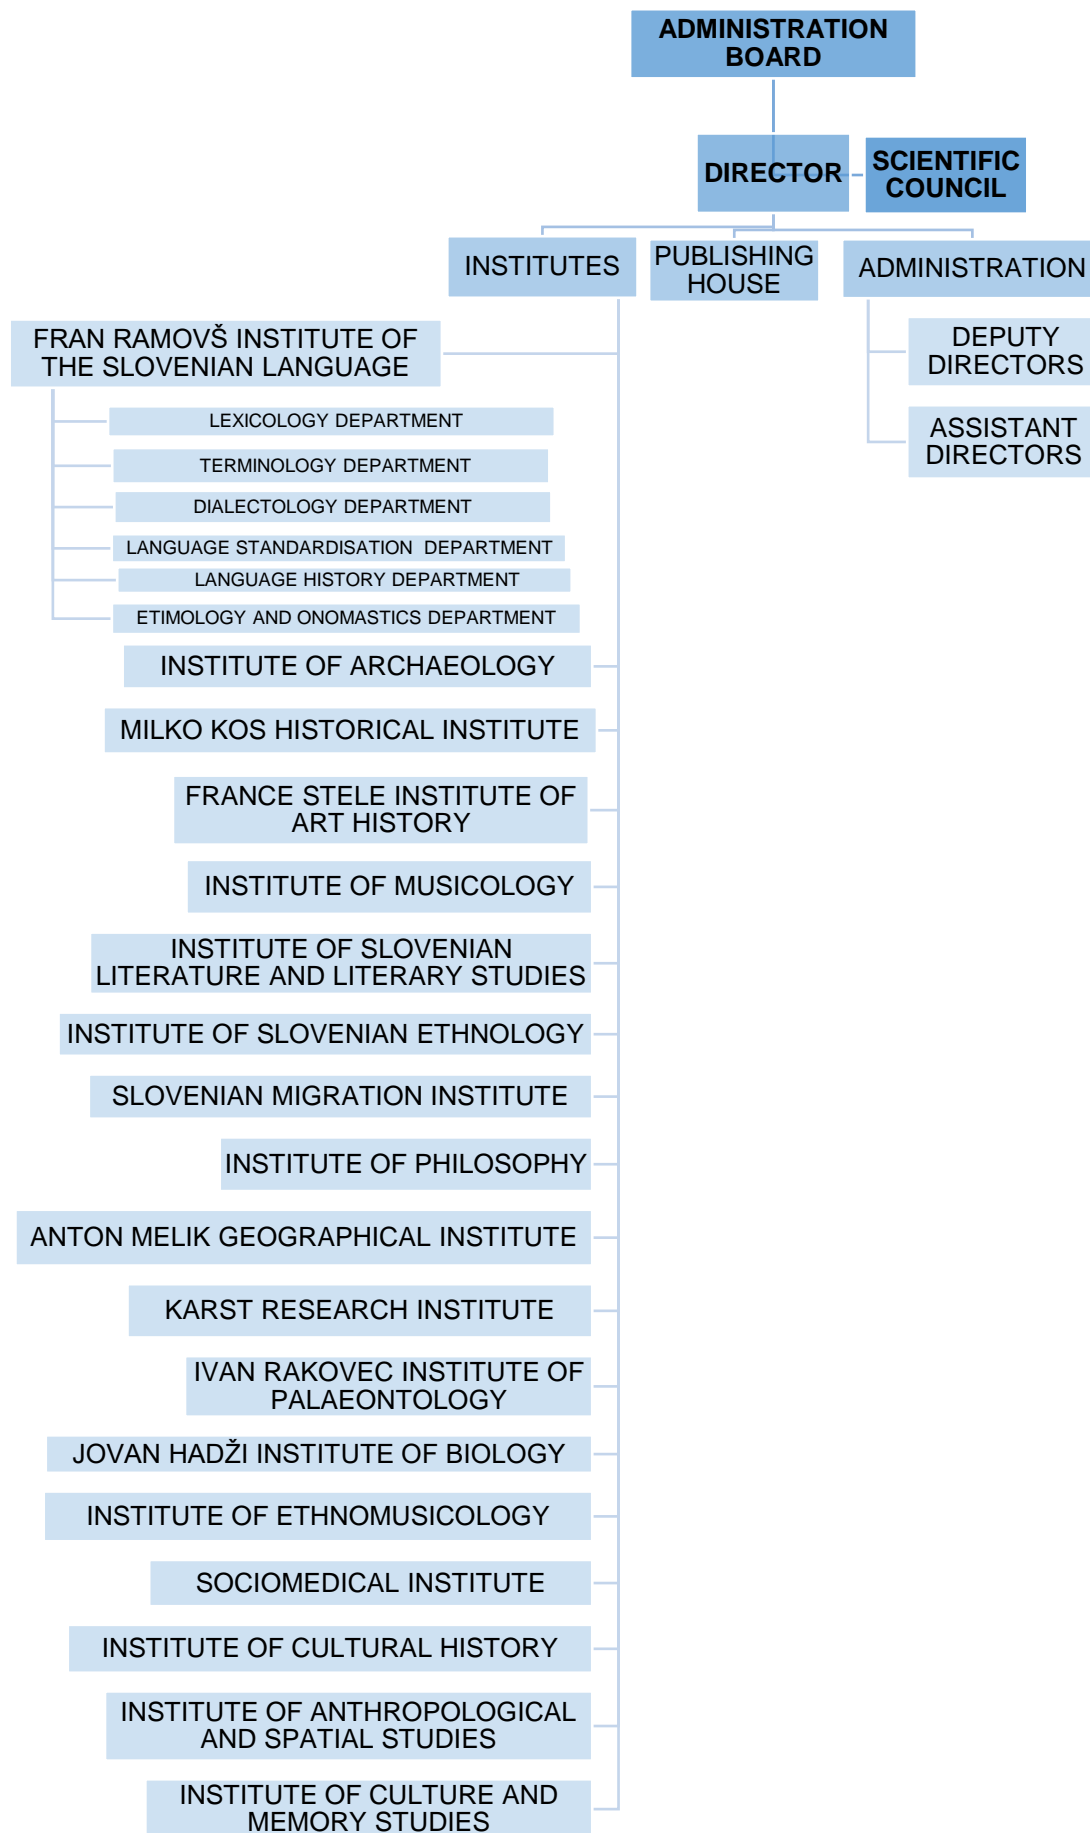 ADMINISTRATION
BOARD
DIRECTOR
SCIENTIFIC
COUNCIL
INSTITUTES
PUBLISHING
HOUSE
ADMINISTRATION
DEPUTY
DIRECTORS
ASSISTANT
DIRECTORS
FRAN RAMOVŠ INSTITUTE OF
THE SLOVENIAN LANGUAGE
LEXICOLOGY DEPARTMENT
TERMINOLOGY DEPARTMENT
DIALECTOLOGY DEPARTMENT
LANGUAGE STANDARDISATION DEPARTMENT
LANGUAGE HISTORY DEPARTMENT
ETIMOLOGY AND ONOMASTICS DEPARTMENT
INSTITUTE OF ARCHAEOLOGY
MILKO KOS HISTORICAL INSTITUTE
FRANCE STELE INSTITUTE OF
ART HISTORY
INSTITUTE OF MUSICOLOGY
INSTITUTE OF SLOVENIAN
LITERATURE AND LITERARY STUDIES
INSTITUTE OF SLOVENIAN ETHNOLOGY
SLOVENIAN MIGRATION INSTITUTE
INSTITUTE OF PHILOSOPHY
ANTON MELIK GEOGRAPHICAL INSTITUTE
KARST RESEARCH INSTITUTE
IVAN RAKOVEC INSTITUTE OF
PALAEONTOLOGY
JOVAN HADŽI INSTITUTE OF BIOLOGY
INSTITUTE OF ETHNOMUSICOLOGY
SOCIOMEDICAL INSTITUTE
INSTITUTE OF CULTURAL HISTORY
INSTITUTE OF ANTHROPOLOGICAL
AND SPATIAL STUDIES
INSTITUTE OF CULTURE AND
MEMORY STUDIES